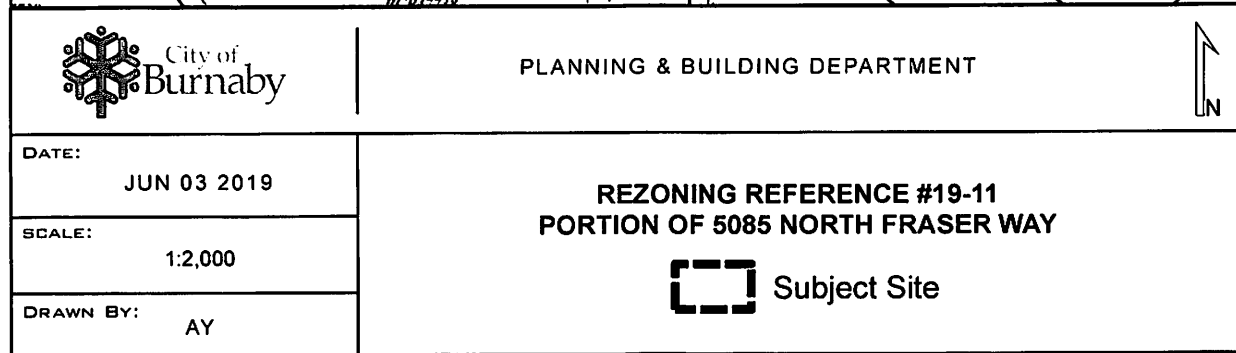 City of
Burnaby
PLANNING & BUILDING DEPARTMENT
N
DATE:
JUN 03 2019
SCALE:
1:2,000
DRAWN BY:
AY
REZONING REFERENCE #19-11
PORTION OF 5085 NORTH FRASER WAY
Subject Site